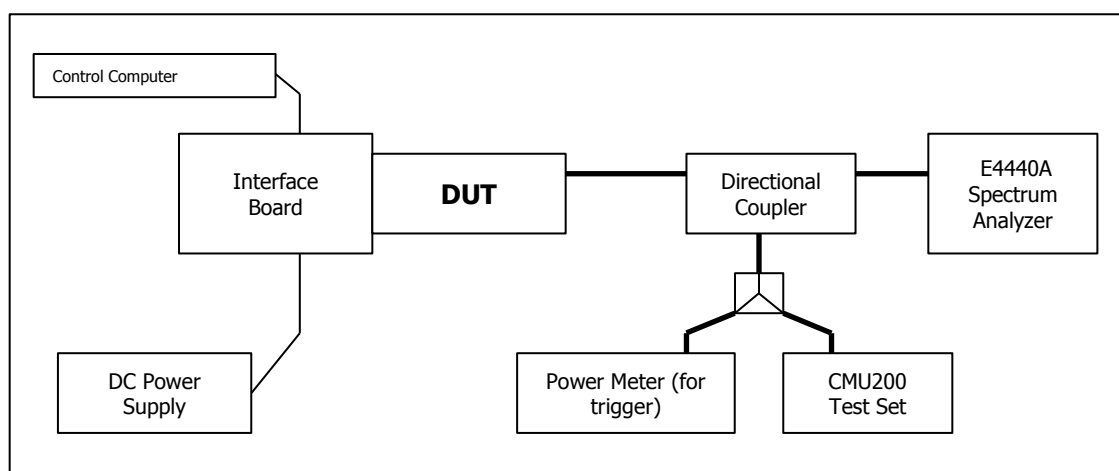 Control Computer
Interface
Board
DUT
Directional
Coupler
E4440A
Spectrum
Analyzer
DC Power
Supply
Power Meter (for
trigger)
CMU200
Test Set